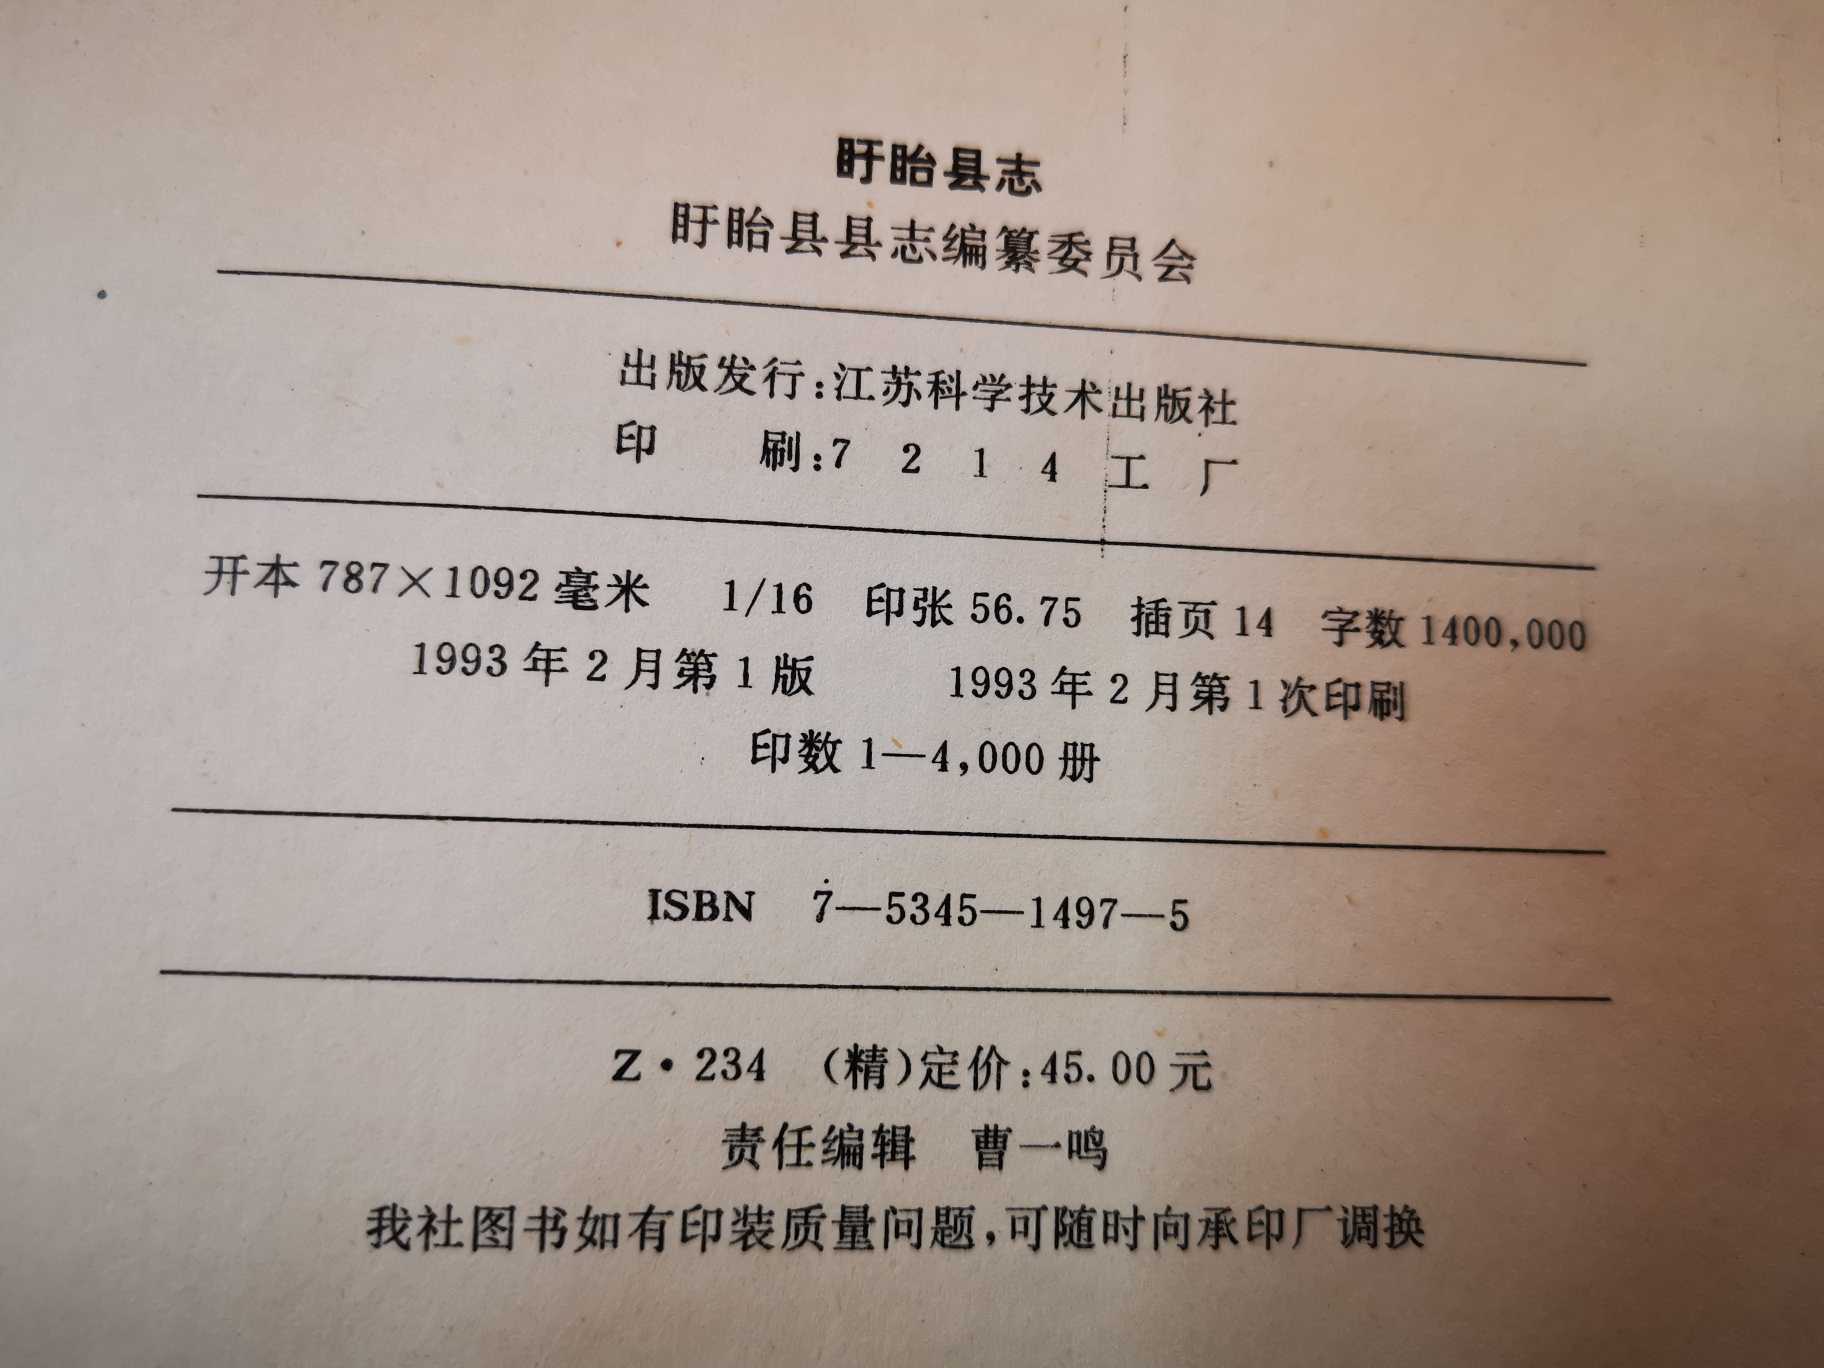 盱眙县志
盱眙县县志编纂委员会
出版发行:江苏科学技术出版社
印 刷:7 2 1 4 工 厂
开本 787×1092 毫米 1/16 印张 56.75 插页 14 字数 1400,000
1993 年 2 月第 1 版 1993 年 2 月第 1 次印刷
印数 1—4,000 册
ISBN 7—5345—1497—5
Z·234 (精)定价:45.00 元
责任编辑 曹一鸣
我社图书如有印装质量问题,可随时向承印厂调换